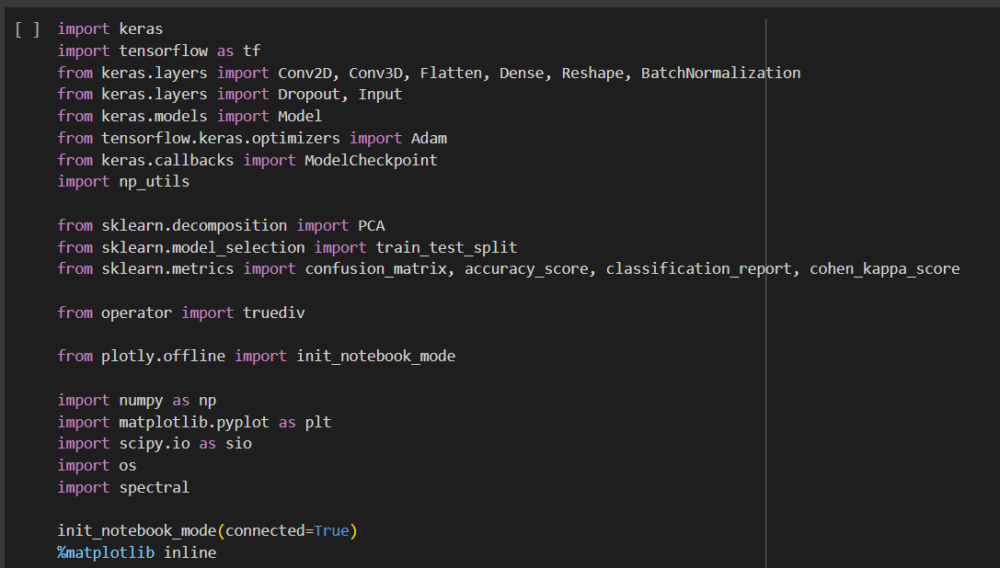 [ ] import keras
import tensorflow as tf
from keras.layers import Conv2D, Conv3D, Flatten, Dense, Reshape, BatchNormalization
from keras.layers import Dropout, Input
from keras.models import Model
from tensorflow.keras.optimizers import Adam
from keras.callbacks import ModelCheckpoint
import np_utils
from sklearn.decomposition import PCA
from sklearn.model_selection import train_test_split
from sklearn.metrics import confusion_matrix, accuracy_score, classification_report, cohen_kappa_score
from operator import truediv
from plotly.offline import init_notebook_mode
import numpy as np
import matplotlib.pyplot as plt
import scipy.io as sio
import os
import spectral
init_notebook_mode(connected=True)
%matplotlib inline